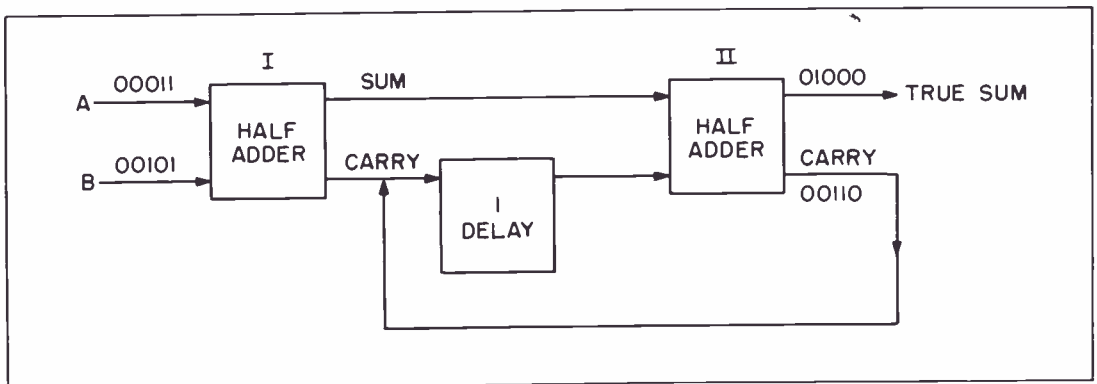 I
II
00011
SUM
01000
A
TRUE SUM
HALF
ADDER
HALF
ADDER
00101
CARRY
CARRY
B
00110
1
DELAY